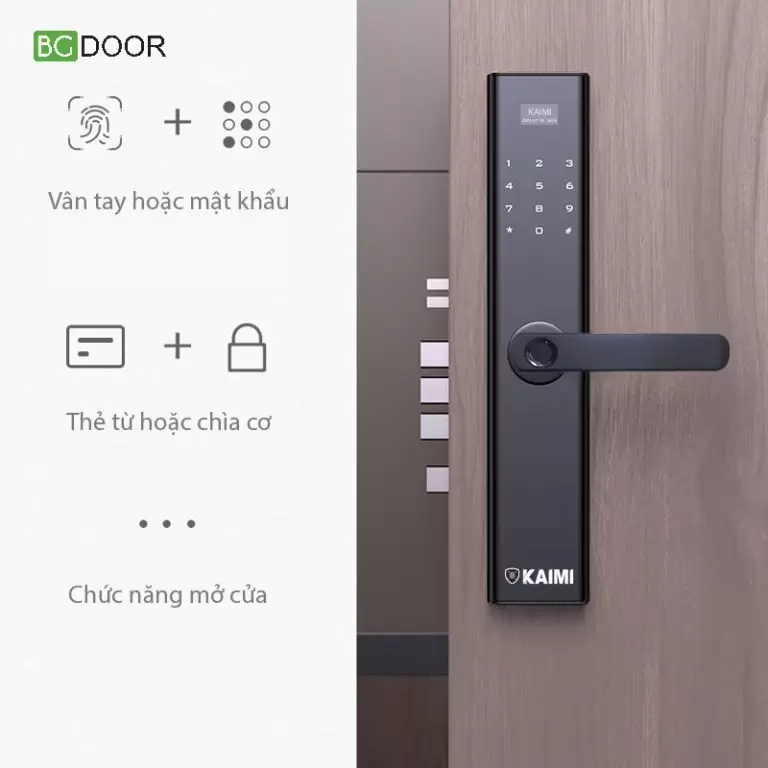 BGDOOR
Vân tay hoặc mật khẩu
Thẻ từ hoặc chìa cơ
Chức năng mở cửa
KAIMI
1 2 3
4 5 6
7 8 9
* 0 #
KAIMI